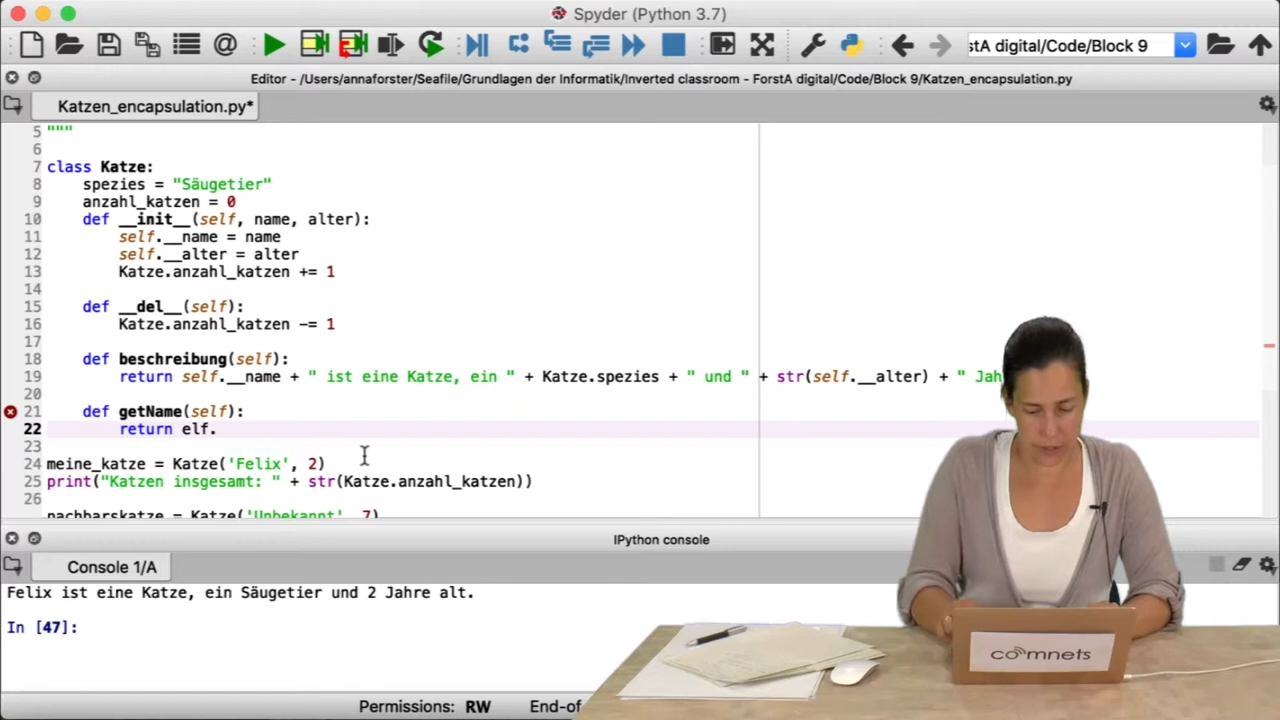 Spyder (Python 3.7)
stA digital/Code/Block 9
Editor - /Users/annaforster/Seafile/Grundlagen der Informatik/Inverted classroom - ForstA digital/Code/Block 9/Katzen_encapsulation.py
Katzen_encapsulation.py*
5 """
6
7 class Katze:
8 spezies = "Säugetier"
9 anzahl_katzen = 0
10 def __init__(self, name, alter):
11 self.__name = name
12 self.__alter = alter
13 Katze.anzahl_katzen += 1
14
15 def __del__(self):
16 Katze.anzahl_katzen -= 1
17
18 def beschreibung(self):
19 return self.__name + " ist eine Katze, ein " + Katze.spezies + " und " + str(self.__alter) + " Jah
20
21 def getName(self):
22 return elf.
23
24 meine_katze = Katze('Felix', 2)
25 print("Katzen insgesamt: " + str(Katze.anzahl_katzen))
26
nachbarskatze = Katze('Unbekannt', 7)
IPython console
Console 1/A
Felix ist eine Katze, ein Säugetier und 2 Jahre alt.
In [47]:
comnets
Permissions: RW End-of